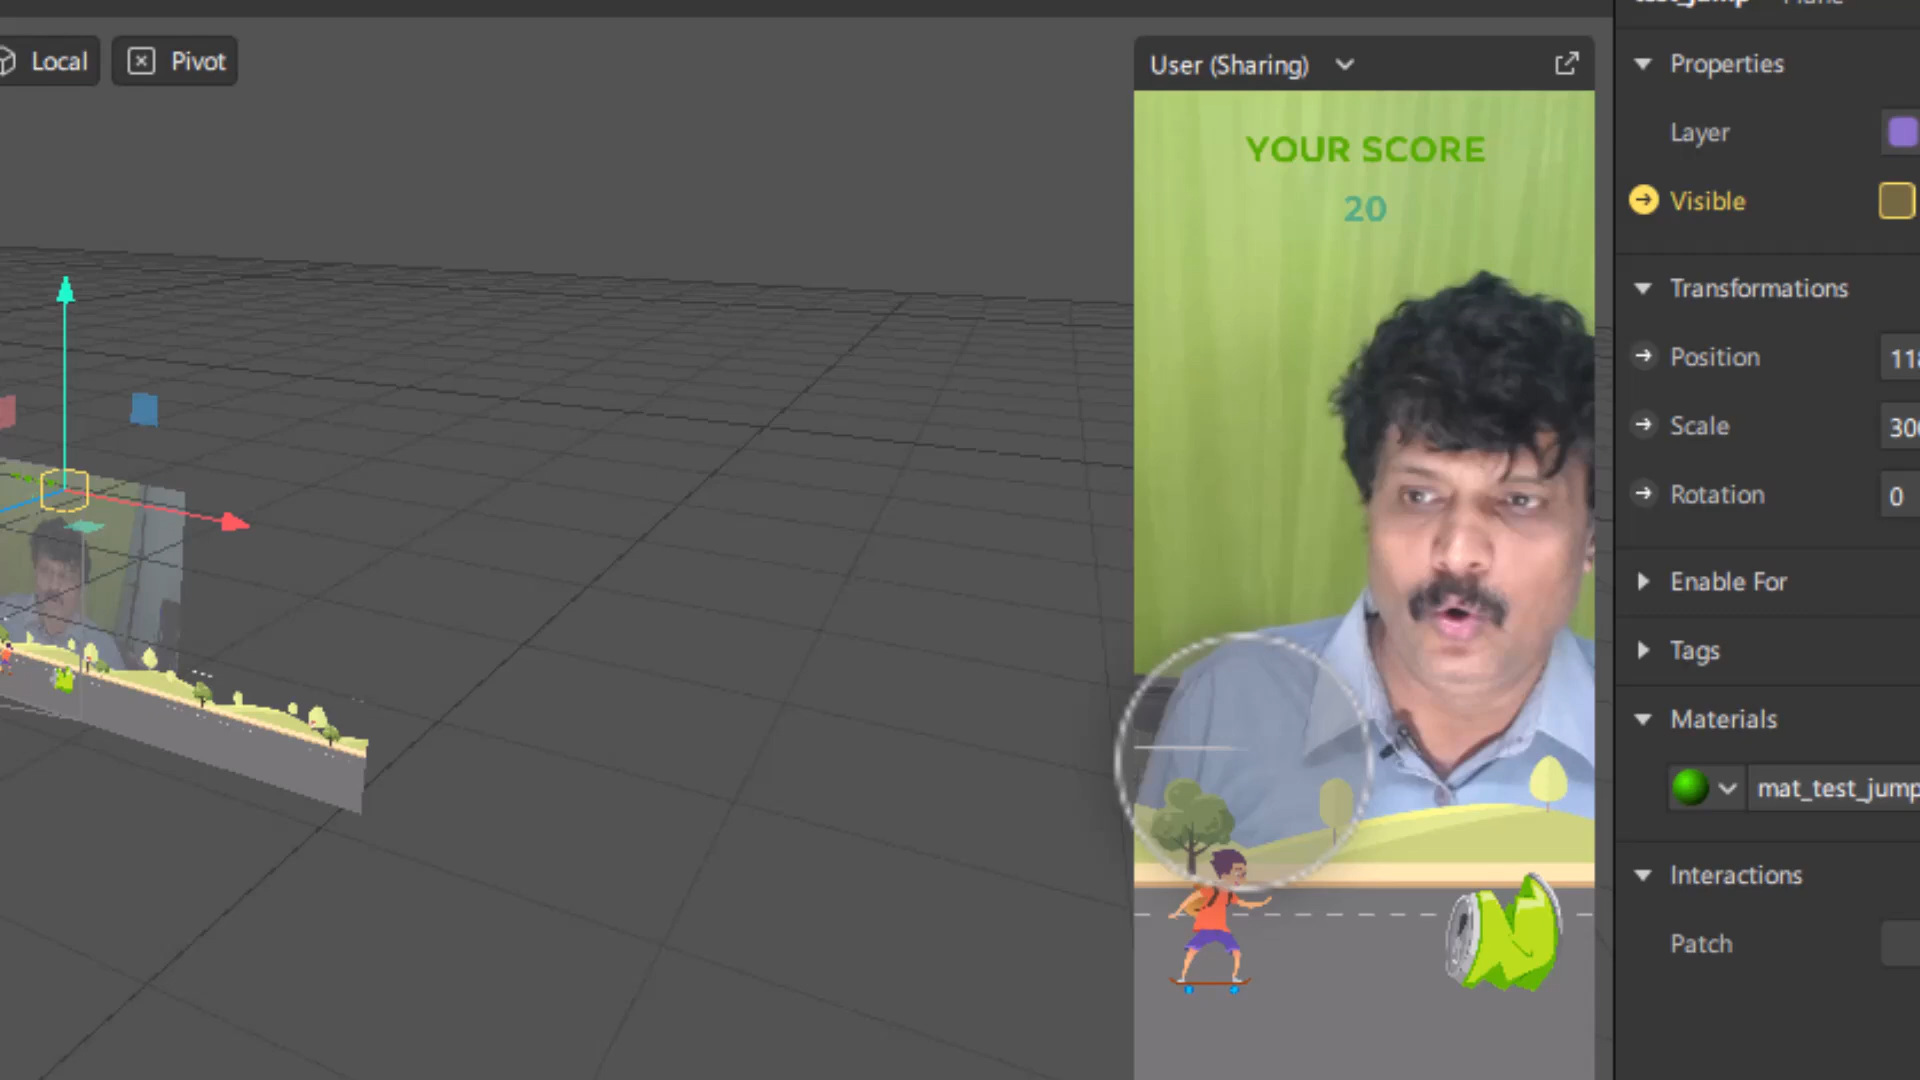 Local
Pivot
User (Sharing)
YOUR SCORE
20
Properties
Layer
Visible
Transformations
Position
Scale
Rotation
0
Enable For
Tags
Materials
mat_test_jump
Interactions
Patch